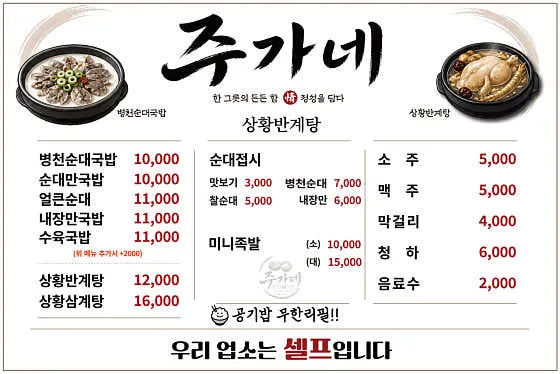 주가네
한 그릇의 든든함 情 정성을 담다
병천순대국밥
상황반계탕
상황반계탕
병천순대국밥 10,000
순대만국밥 10,000
얼큰순대 11,000
내장만국밥 11,000
수육국밥 11,000
(위 메뉴 추가시 +2000)
상황반계탕 12,000
상황삼계탕 16,000
순대접시
맛보기 3,000 병천순대 7,000
찰순대 5,000 내장만 6,000
미니족발 (소) 10,000
(대) 15,000
주가네
공기밥 무한리필!!
소 주 5,000
맥 주 5,000
막걸리 4,000
청 하 6,000
음료수 2,000
우리 업소는 셀프입니다